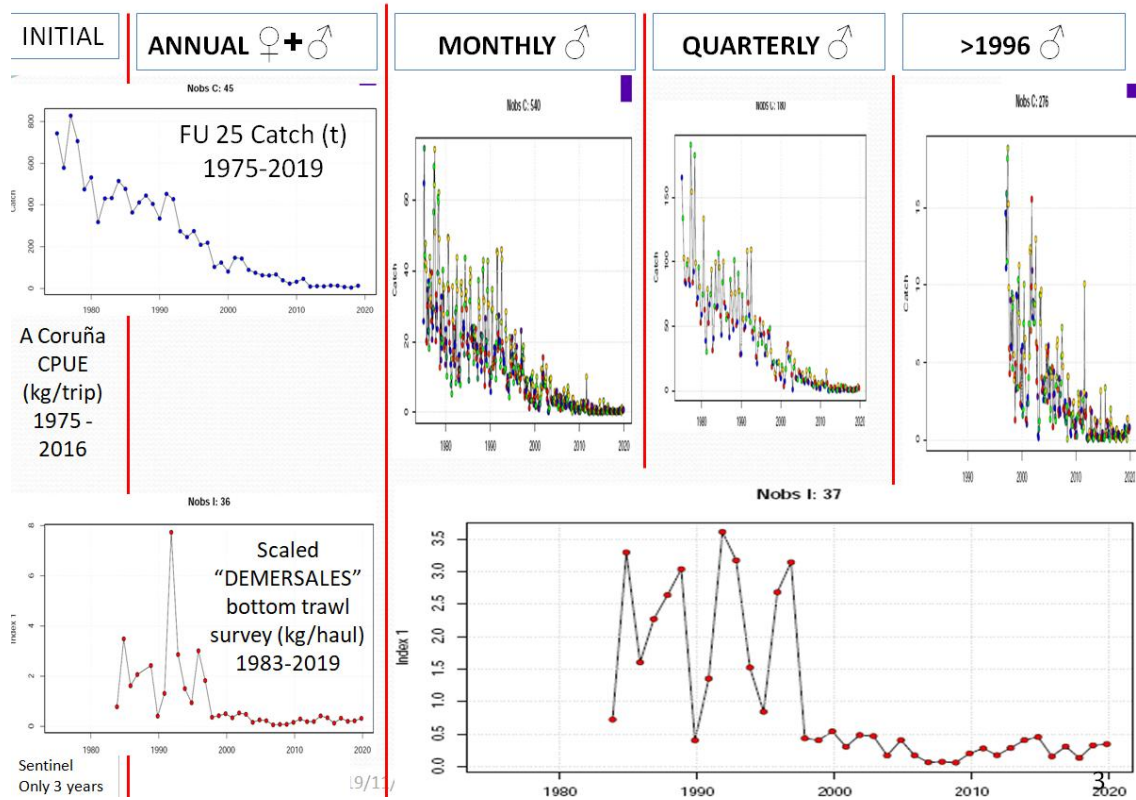 INITIAL
ANNUAL ♀+♂
MONTHLY ♂
QUARTERLY ♂
>1996 ♂
Nobs C: 45
FU 25 Catch (t)
1975-2019
Catch
800
600
400
200
0
1980
1990
2000
2010
2020
Nobs C: 540
Catch
60
40
20
0
1980
1990
2000
2010
2020
Nobs C: 180
Catch
150
100
50
0
1980
1990
2000
2010
2020
Nobs C: 276
Catch
15
10
5
0
1990
2000
2010
2020
A Coruña
CPUE
(kg/trip)
1975 -
2016
Nobs I: 36
Scaled
“DEMERSALES”
bottom trawl
survey (kg/haul)
1983-2019
Index 1
8
6
4
2
0
1980
1990
2000
2010
2020
Nobs I: 37
Index 1
3.5
3.0
2.5
2.0
1.5
1.0
0.5
0.0
1980
1990
2000
2010
2020
Sentinel
Only 3 years
19/11/
3